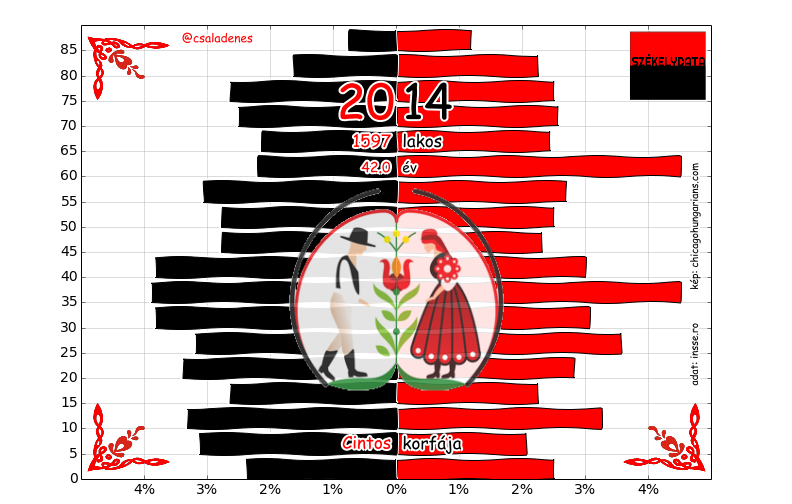 @csaladenes
SZÉKELYDATA
2014
1597 lakos
42.0 év
Cintos korfája
kép: chicagohungarians.com
adat: insse.ro
85
80
75
70
65
60
55
50
45
40
35
30
25
20
15
10
5
0
4% 3% 2% 1% 0% 1% 2% 3% 4%